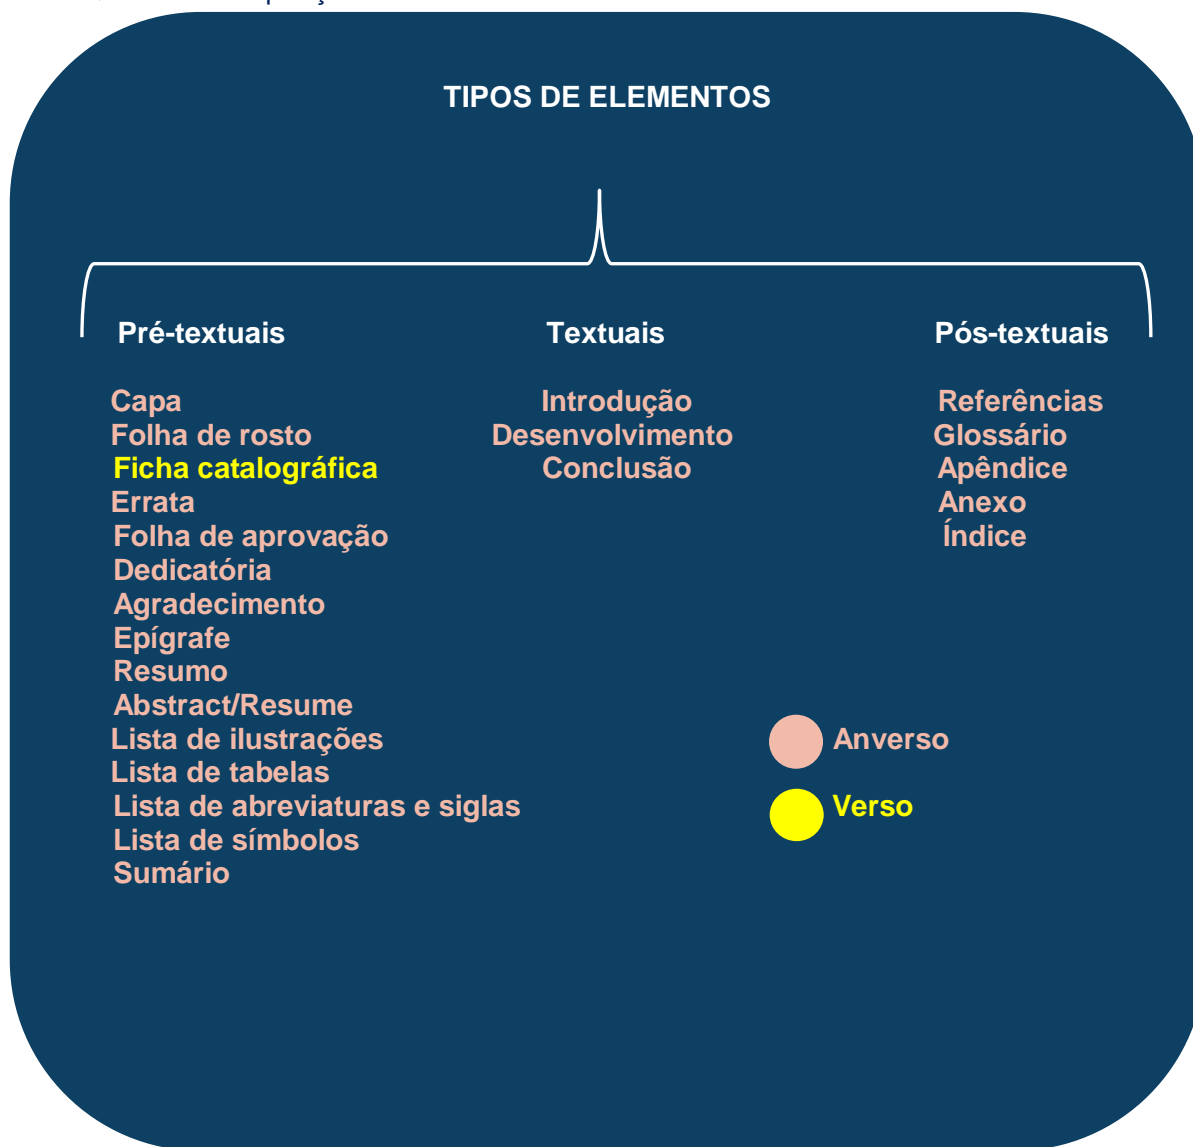 TIPOS DE ELEMENTOS
Pré-textuais
Capa
Folha de rosto
Ficha catalográfica
Errata
Folha de aprovação
Dedicatória
Agradecimento
Epígrafe
Resumo
Abstract/Resume
Lista de ilustrações
Lista de tabelas
Lista de abreviaturas e siglas
Lista de símbolos
Sumário
Textuais
Introdução
Desenvolvimento
Conclusão
Pós-textuais
Referências
Glossário
Apêndice
Anexo
Índice
Anverso
Verso